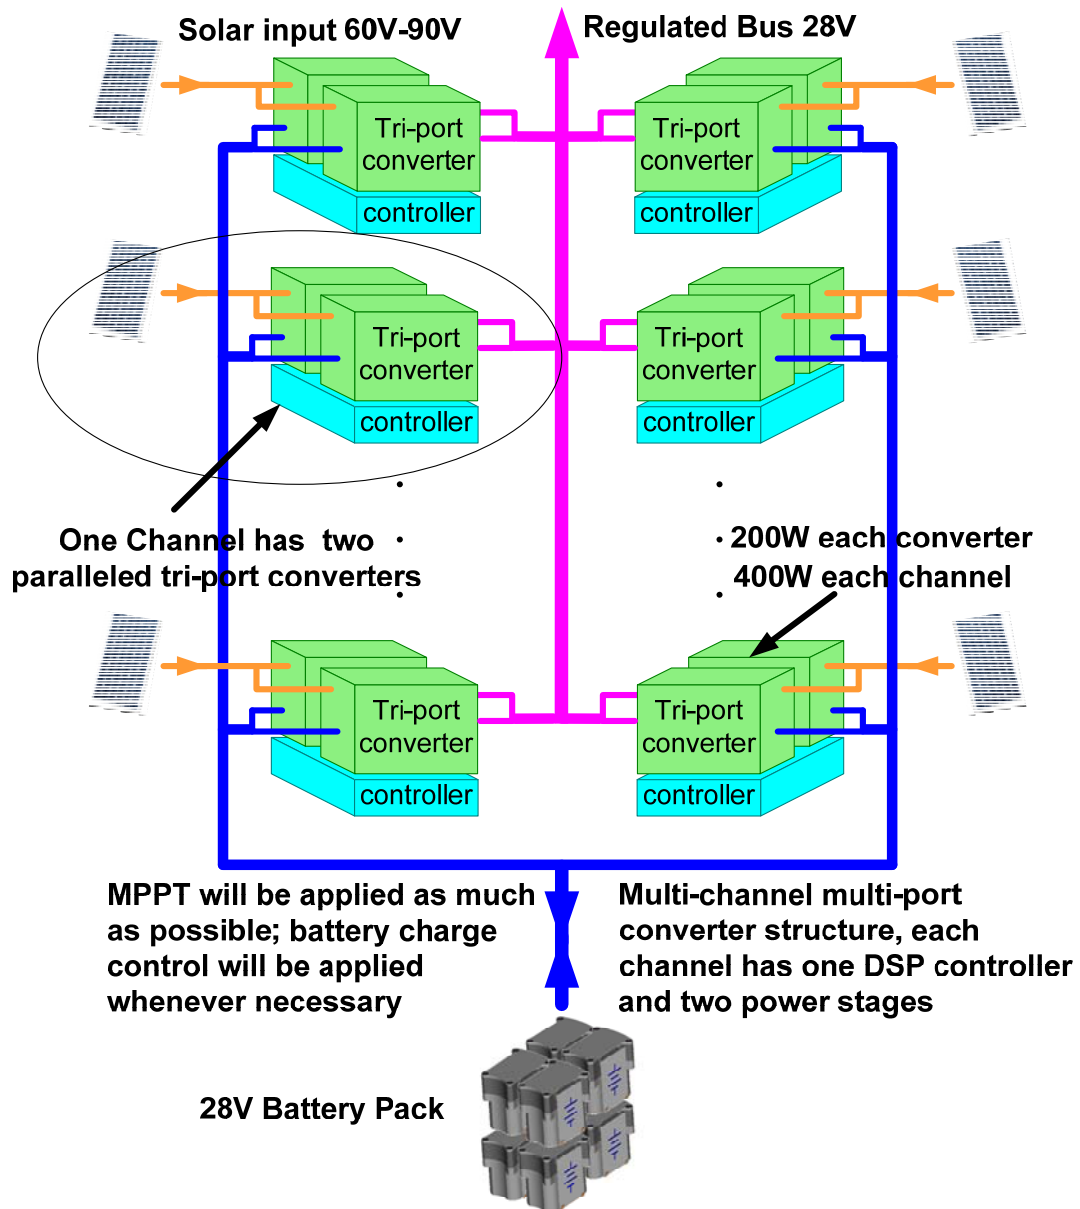 Solar input 60V-90V
Regulated Bus 28V
Tri-port
converter
controller
Tri-port
converter
controller
Tri-port
converter
controller
Tri-port
converter
controller
One Channel has two
paralleled tri-port converters
200W each converter
400W each channel
Tri-port
converter
controller
Tri-port
converter
controller
MPPT will be applied as much
as possible; battery charge
control will be applied
whenever necessary
Multi-channel multi-port
converter structure, each
channel has one DSP controller
and two power stages
28V Battery Pack